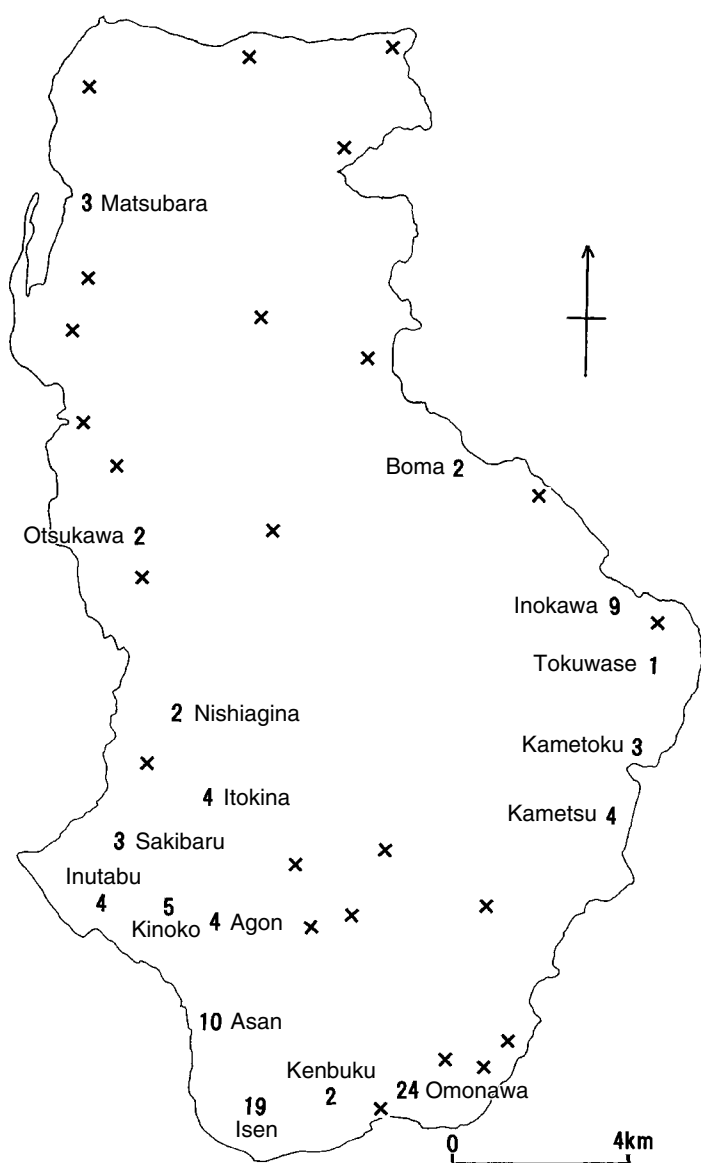 3 Matsubara
Boma 2
Otsukawa 2
Inokawa 9
Tokuwase 1
2 Nishiagina
Kametoku 3
4 Itokina
Kametsu 4
3 Sakibaru
Inutabu
4
5
Kinoko
4 Agon
10 Asan
Kenbuku
2
24 Omonawa
19
Isen
0 4km